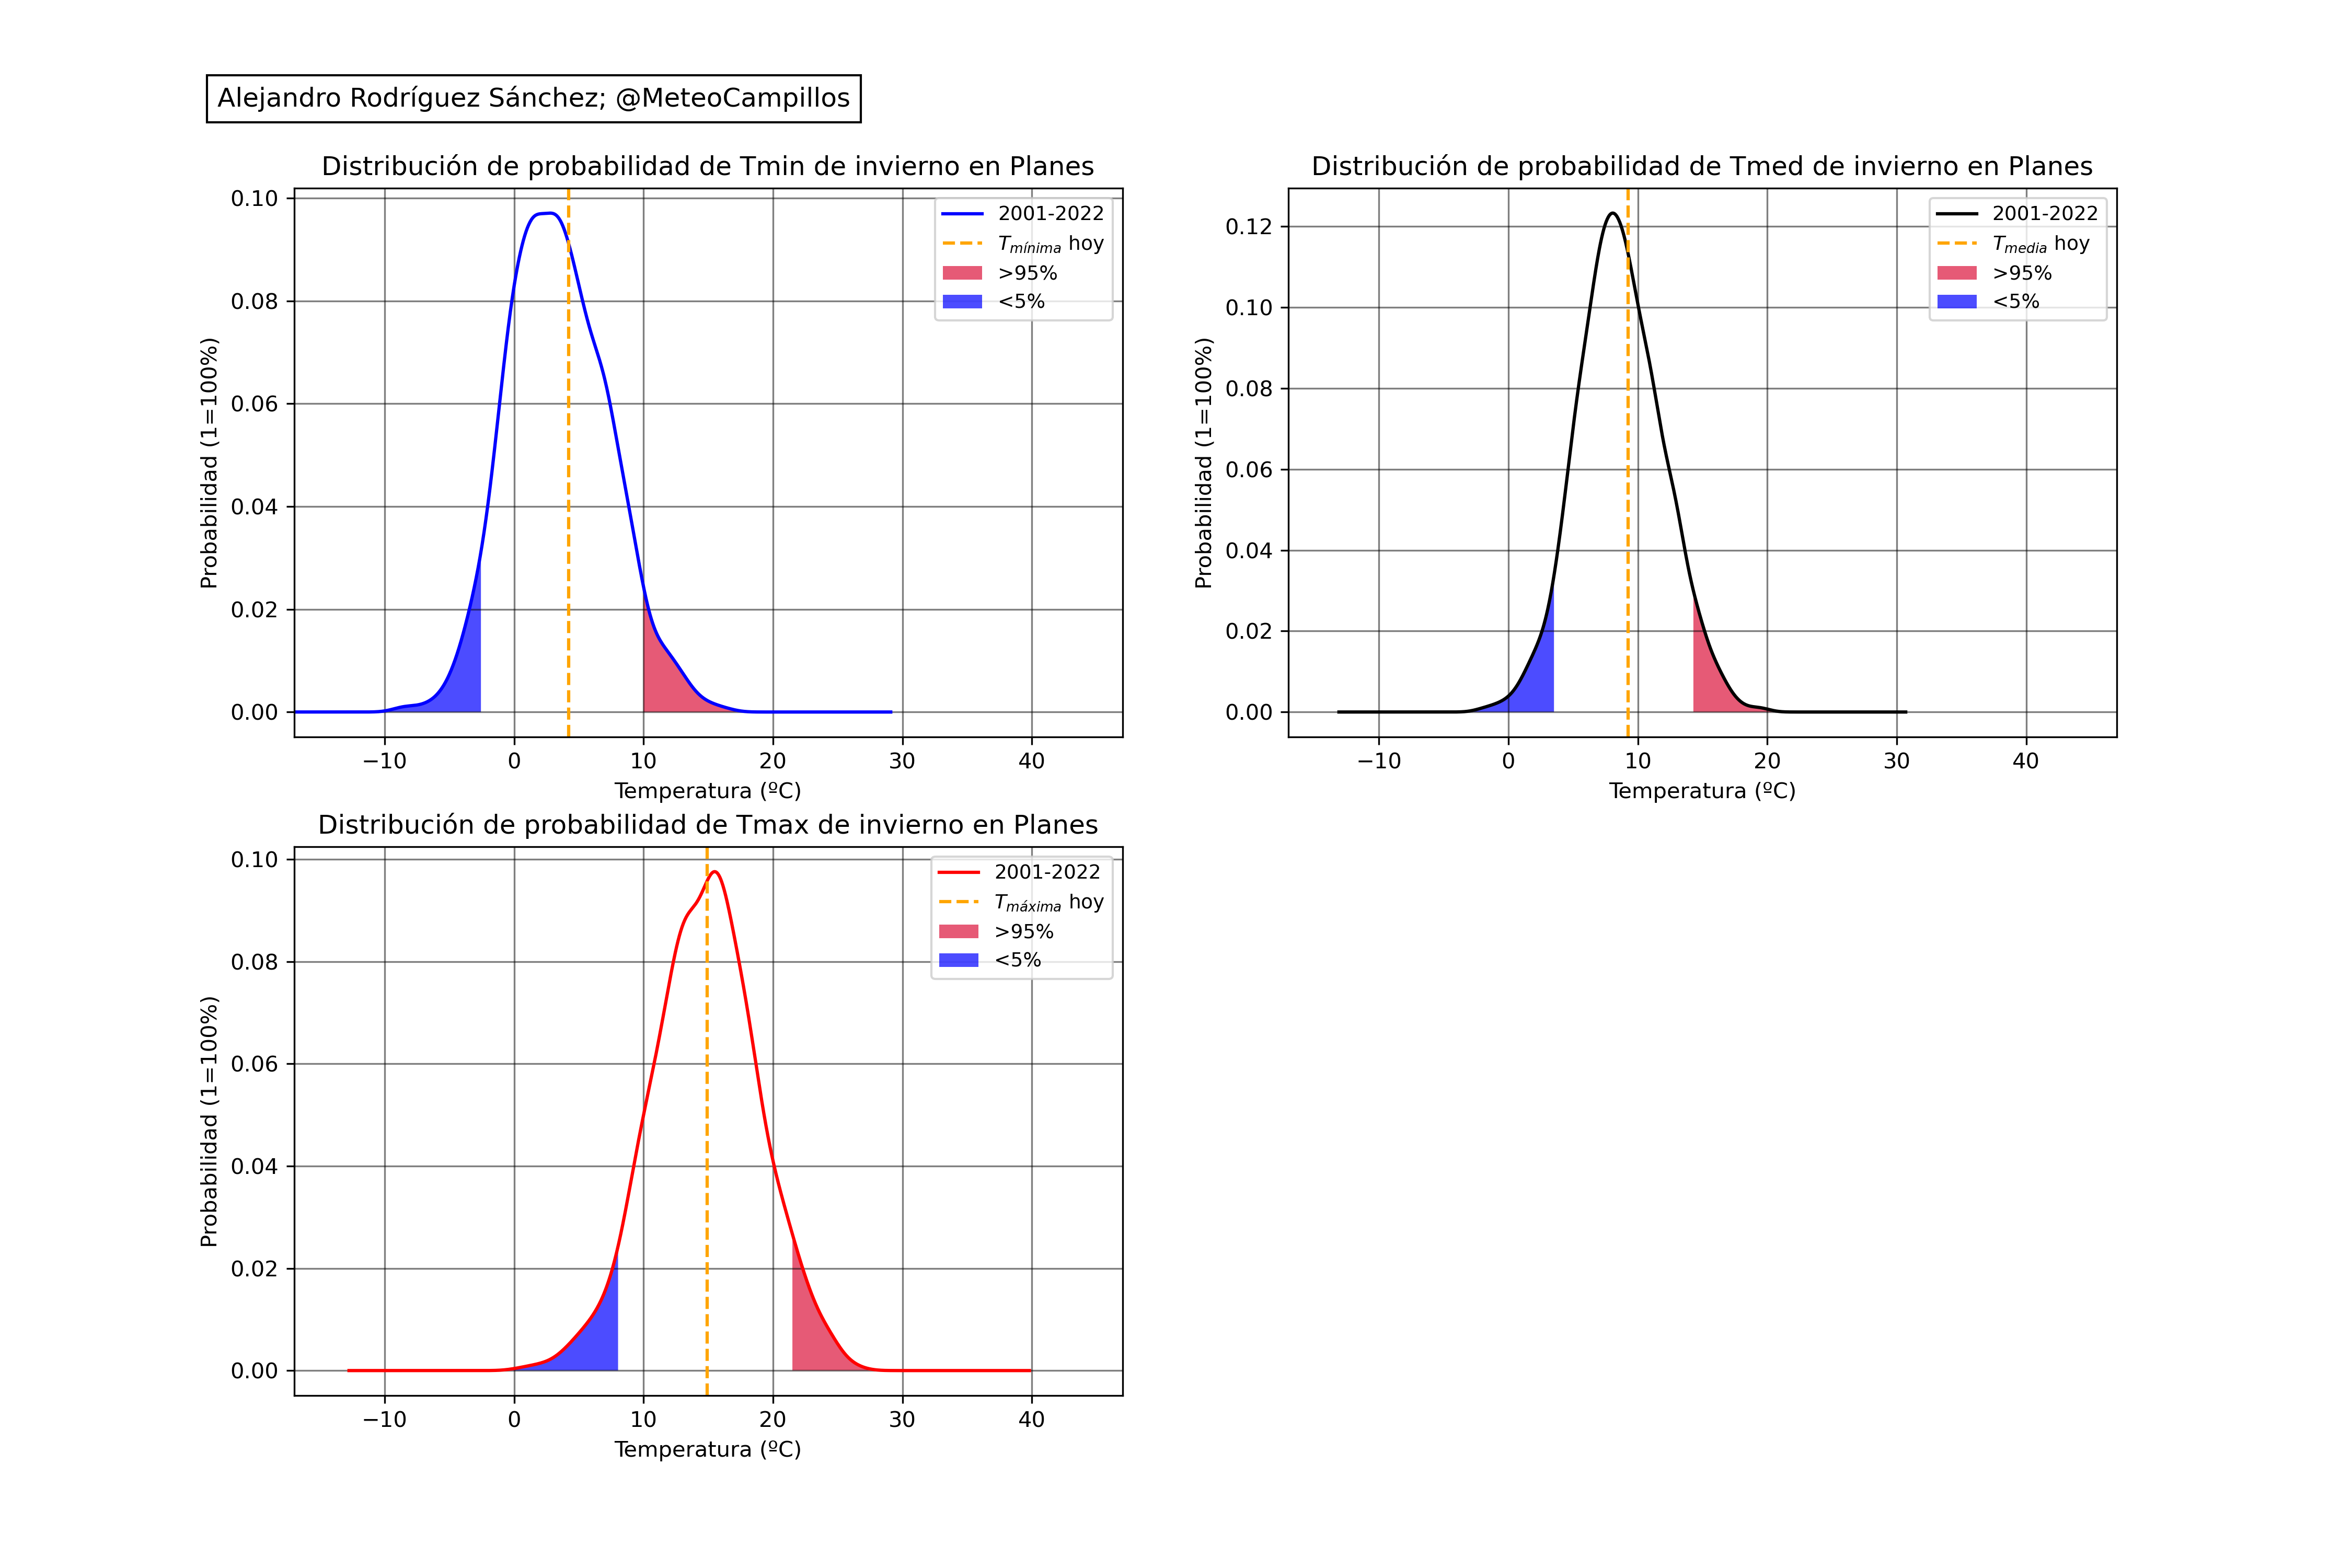 Alejandro Rodríguez Sánchez; @MeteoCampillos
Distribución de probabilidad de Tmin de invierno en Planes
0.10
0.08
0.06
0.04
0.02
0.00
Probabilidad (1=100%)
−10 0 10 20 30 40
Temperatura (ºC)
2001-2022
Tmínima hoy
>95%
<5%
Distribución de probabilidad de Tmed de invierno en Planes
0.12
0.10
0.08
0.06
0.04
0.02
0.00
Probabilidad (1=100%)
−10 0 10 20 30 40
Temperatura (ºC)
2001-2022
Tmedia hoy
>95%
<5%
Distribución de probabilidad de Tmax de invierno en Planes
0.10
0.08
0.06
0.04
0.02
0.00
Probabilidad (1=100%)
−10 0 10 20 30 40
Temperatura (ºC)
2001-2022
Tmáxima hoy
>95%
<5%